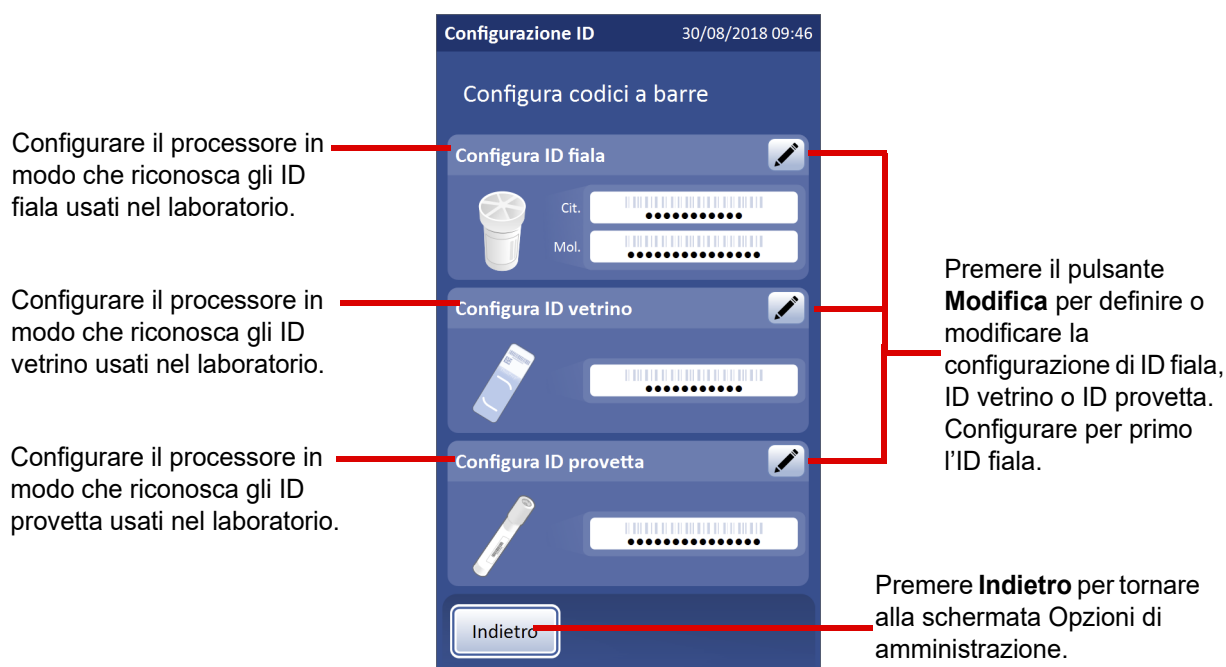 Configurazione ID 30/08/2018 09:46
Configura codici a barre
Configurare il processore in
modo che riconosca gli ID
fiala usati nel laboratorio.
Configura ID fiala
Cit.
Mol.
Configurare il processore in
modo che riconosca gli ID
vetrino usati nel laboratorio.
Configura ID vetrino
Configurare il processore in
modo che riconosca gli ID
provetta usati nel laboratorio.
Configura ID provetta
Premere il pulsante
Modifica per definire o
modificare la
configurazione di ID fiala,
ID vetrino o ID provetta.
Configurare per primo
l’ID fiala.
Indietro
Premere Indietro per tornare
alla schermata Opzioni di
amministrazione.